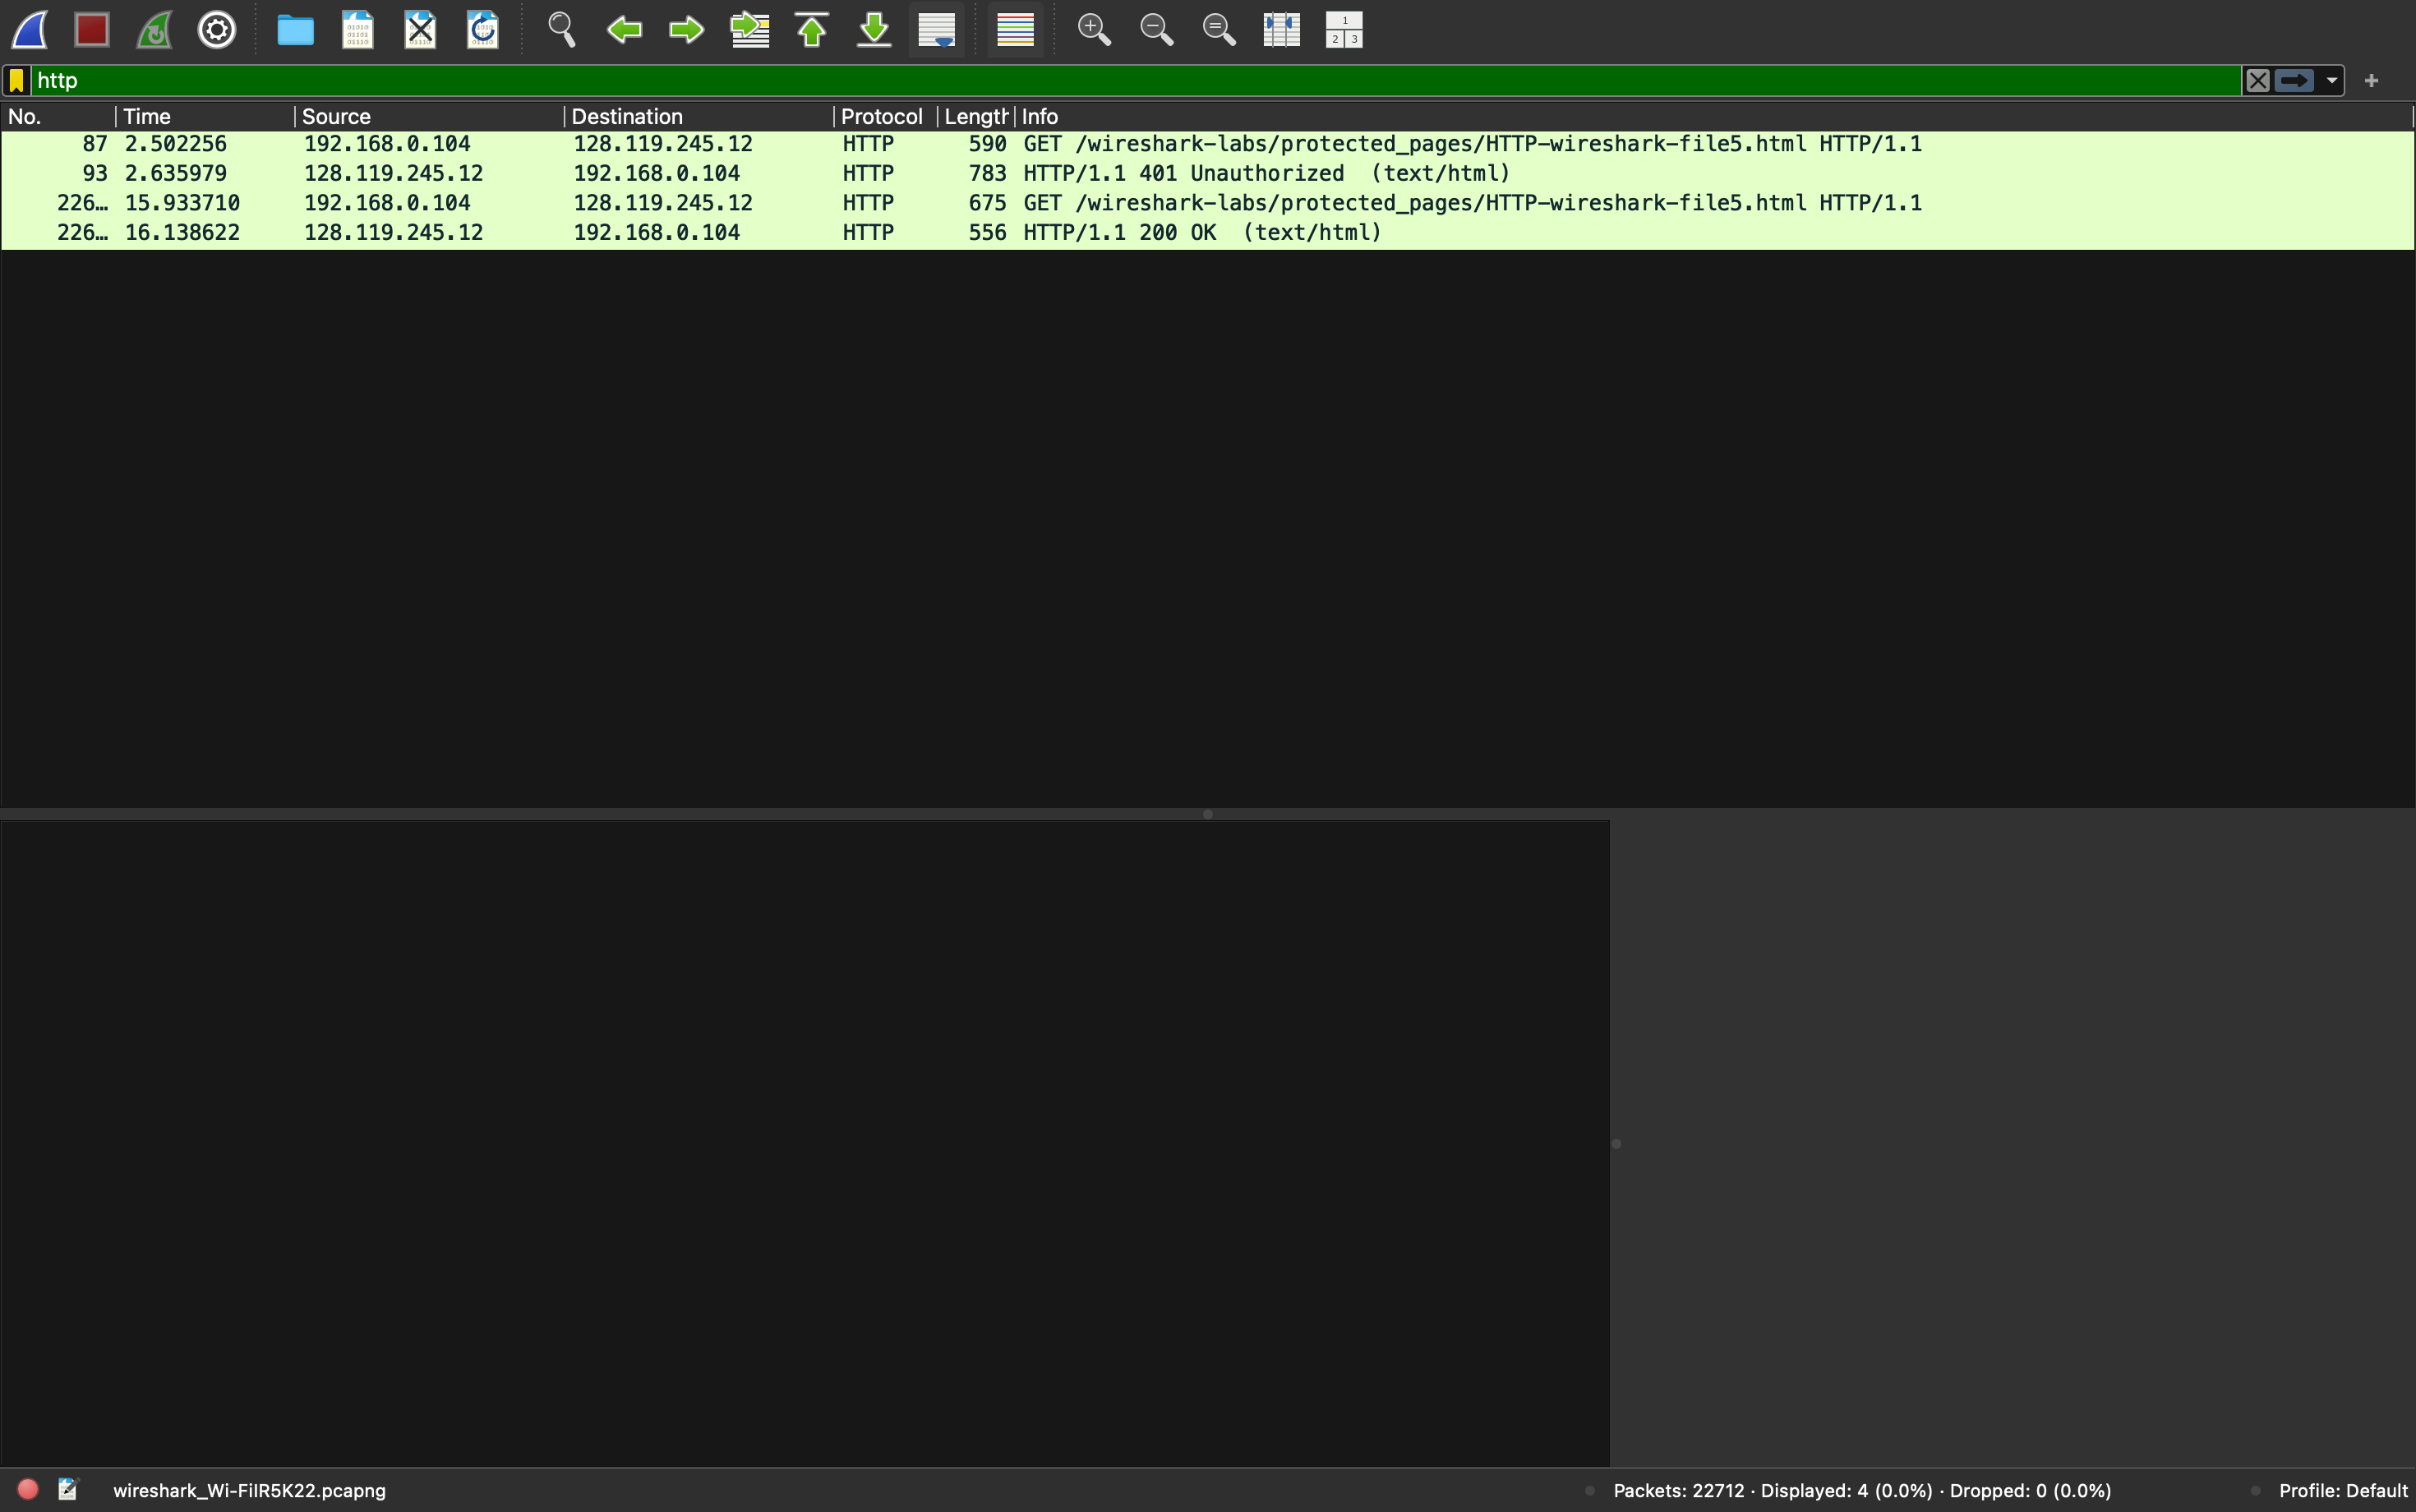 http
No. Time Source Destination Protocol Length Info
87 2.502256 192.168.0.104 128.119.245.12 HTTP 590 GET /wireshark-labs/protected_pages/HTTP-wireshark-file5.html HTTP/1.1
93 2.635979 128.119.245.12 192.168.0.104 HTTP 783 HTTP/1.1 401 Unauthorized (text/html)
226… 15.933710 192.168.0.104 128.119.245.12 HTTP 675 GET /wireshark-labs/protected_pages/HTTP-wireshark-file5.html HTTP/1.1
226… 16.138622 128.119.245.12 192.168.0.104 HTTP 556 HTTP/1.1 200 OK (text/html)
wireshark_Wi-FiIR5K22.pcapng Packets: 22712 · Displayed: 4 (0.0%) · Dropped: 0 (0.0%) Profile: Default